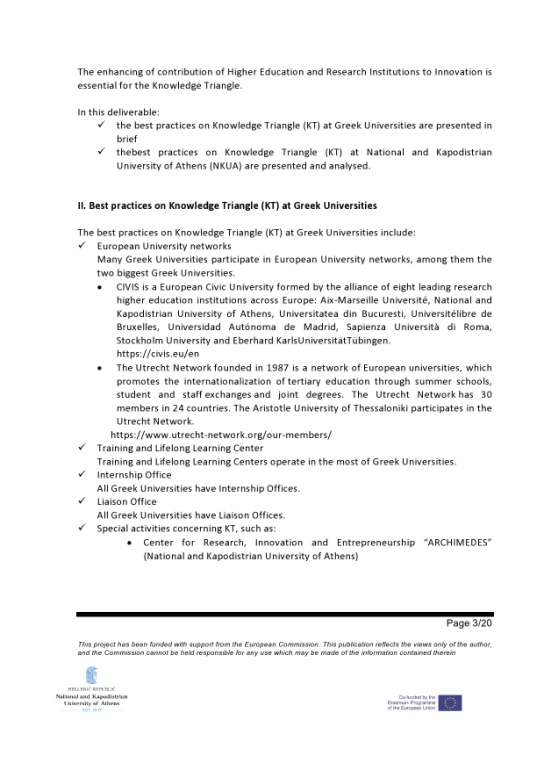 The enhancing of contribution of Higher Education and Research Institutions to Innovation is
essential for the Knowledge Triangle.
In this deliverable:
✓ the best practices on Knowledge Triangle (KT) at Greek Universities are presented in
brief
✓ thebest practices on Knowledge Triangle (KT) at National and Kapodistrian
University of Athens (NKUA) are presented and analysed.
II. Best practices on Knowledge Triangle (KT) at Greek Universities
The best practices on Knowledge Triangle (KT) at Greek Universities include:
✓ European University networks
Many Greek Universities participate in European University networks, among them the
two biggest Greek Universities.
• CIVIS is a European Civic University formed by the alliance of eight leading research
higher education institutions across Europe: Aix-Marseille Université, National and
Kapodistrian University of Athens, Universitatea din Bucuresti, Universitélibre de
Bruxelles, Universidad Autónoma de Madrid, Sapienza Università di Roma,
Stockholm University and Eberhard KarlsUniversitätTübingen.
https://civis.eu/en
• The Utrecht Network founded in 1987 is a network of European universities, which
promotes the internationalization of tertiary education through summer schools,
student and staff exchanges and joint degrees. The Utrecht Network has 30
members in 24 countries. The Aristotle University of Thessaloniki participates in the
Utrecht Network.
https://www.utrecht-network.org/our-members/
✓ Training and Lifelong Learning Center
Training and Lifelong Learning Centers operate in the most of Greek Universities.
✓ Internship Office
All Greek Universities have Internship Offices.
✓ Liaison Office
All Greek Universities have Liaison Offices.
✓ Special activities concerning KT, such as:
• Center for Research, Innovation and Entrepreneurship “ARCHIMEDES”
(National and Kapodistrian University of Athens)
Page 3/20
This project has been funded with support from the European Commission. This publication reflects the views only of the author,
and the Commission cannot be held responsible for any use which may be made of the information contained therein
HELLENIC REPUBLIC
National and Kapodistrian
University of Athens
Co-funded by the
Erasmus+ Programme
of the European Union